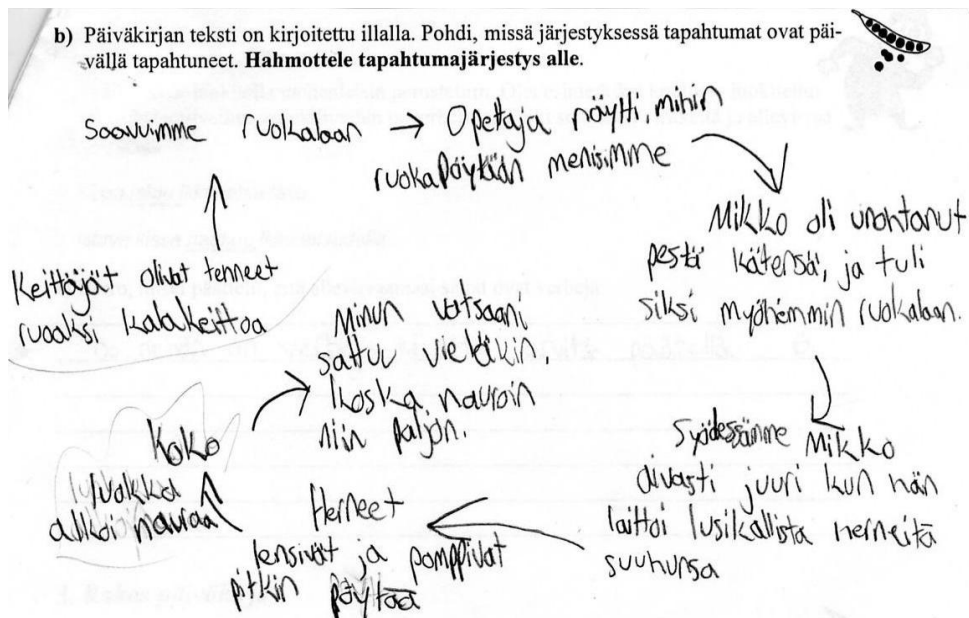 b) Päiväkirjan teksti on kirjoitettu illalla. Pohdi, missä järjestyksessä tapahtumat ovat päi-
vällä tapahtuneet. Hahmottele tapahtumajärjestys alle.
Keittäjät olivat tehneet
ruoaksi kalakeittoa
Saavuimme ruokalaan →
Opettaja näytti mihin
ruokapöytään menisimme
Mikko oli unohtanut
pestä kätensä, ja tuli
siksi myöhemmin ruokalaan.
Syödessämme Mikko
aivasti juuri kun hän
laittoi lusikallista herneitä
suuhunsa
Herneet
lensivät ja pomppivat
pitkin pöytää
Koko
luokka
alkoi nauraa
Minun vatsaani
sattuu vieläkin,
koska nauroin
niin paljon.